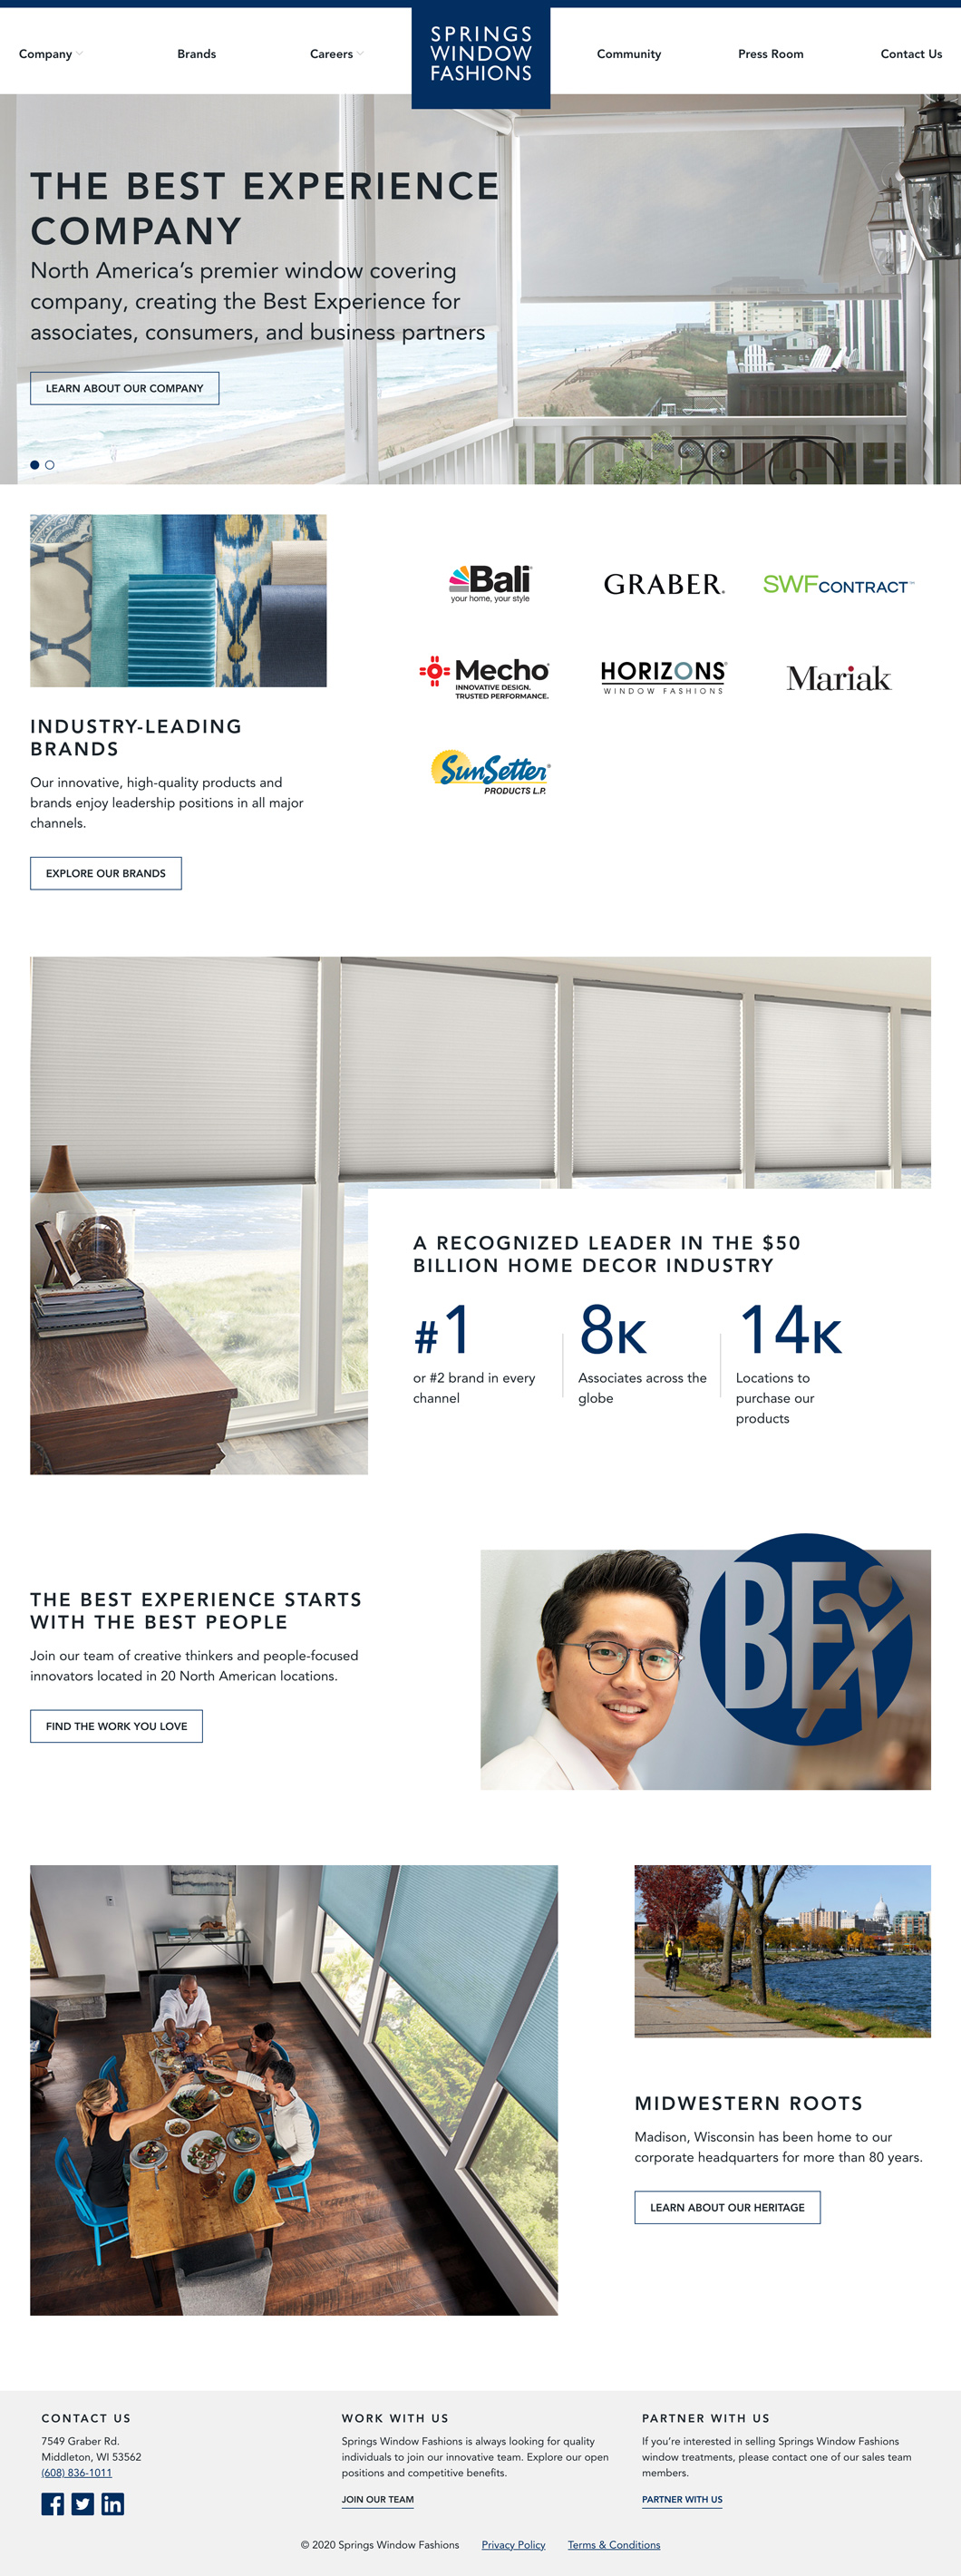 Company
Brands
Careers
SPRINGS
WINDOW
FASHIONS
Community
Press Room
Contact Us
THE BEST EXPERIENCE
COMPANY
North America's premier window covering
company, creating the Best Experience for
associates, consumers, and business partners
LEARN ABOUT OUR COMPANY
Bali®
your home, your style
GRABER®
SWFCONTRACT™
Mecho®
INNOVATIVE DESIGN.
TRUSTED PERFORMANCE.
HORIZONS®
WINDOW FASHIONS
Mariak
SunSetter®
PRODUCTS L.P.
INDUSTRY-LEADING
BRANDS
Our innovative, high-quality products and
brands enjoy leadership positions in all major
channels.
EXPLORE OUR BRANDS
A RECOGNIZED LEADER IN THE $50
BILLION HOME DECOR INDUSTRY
#1
or #2 brand in every
channel
8K
Associates across the
globe
14K
Locations to
purchase our
products
THE BEST EXPERIENCE STARTS
WITH THE BEST PEOPLE
Join our team of creative thinkers and people-focused
innovators located in 20 North American locations.
FIND THE WORK YOU LOVE
BEX
MIDWESTERN ROOTS
Madison, Wisconsin has been home to our
corporate headquarters for more than 80 years.
LEARN ABOUT OUR HERITAGE
CONTACT US
7549 Graber Rd.
Middleton, WI 53562
(608) 836-1011
WORK WITH US
Springs Window Fashions is always looking for quality
individuals to join our innovative team. Explore our open
positions and competitive benefits.
JOIN OUR TEAM
PARTNER WITH US
If you're interested in selling Springs Window Fashions
window treatments, please contact one of our sales team
members.
PARTNER WITH US
© 2020 Springs Window Fashions Privacy Policy Terms & Conditions